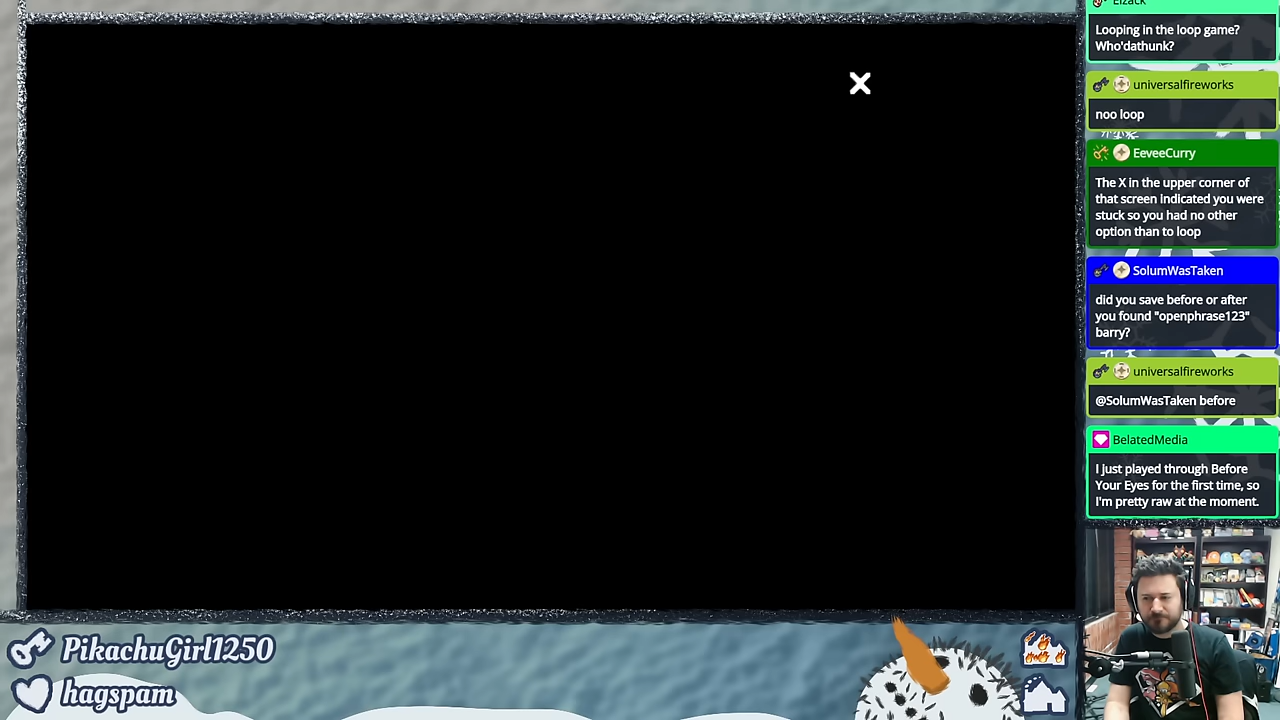 Elzack
Looping in the loop game?
Who'dathunk?
universalfireworks
noo loop
EeveeCurry
The X in the upper corner of
that screen indicated you were
stuck so you had no other
option than to loop
SolumWasTaken
did you save before or after
you found "openphrase123"
barry?
universalfireworks
@SolumWasTaken before
BelatedMedia
I just played through Before
Your Eyes for the first time, so
I'm pretty raw at the moment.
PikachuGirl1250
hagspam